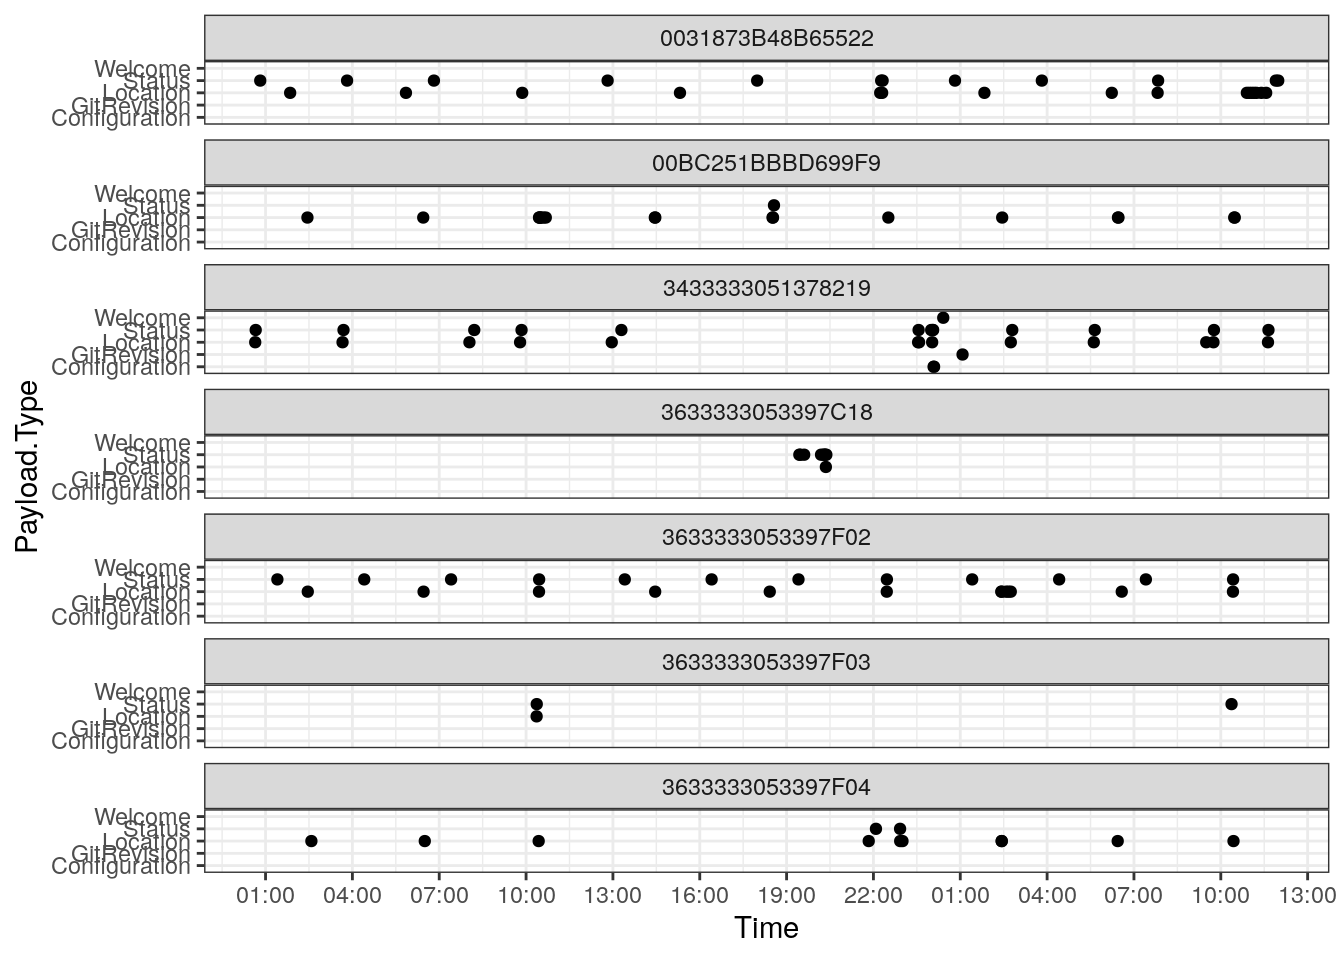 0031873B48B65522
Welcome
Status
Location
GitRevision
Configuration
00BC251BBBD699F9
Welcome
Status
Location
GitRevision
Configuration
3433333051378219
Welcome
Status
Location
GitRevision
Configuration
3633333053397C18
Welcome
Status
Location
GitRevision
Configuration
3633333053397F02
Welcome
Status
Location
GitRevision
Configuration
3633333053397F03
Welcome
Status
Location
GitRevision
Configuration
3633333053397F04
Welcome
Status
Location
GitRevision
Configuration
Payload.Type
01:00 04:00 07:00 10:00 13:00 16:00 19:00 22:00 01:00 04:00 07:00 10:00 13:00
Time